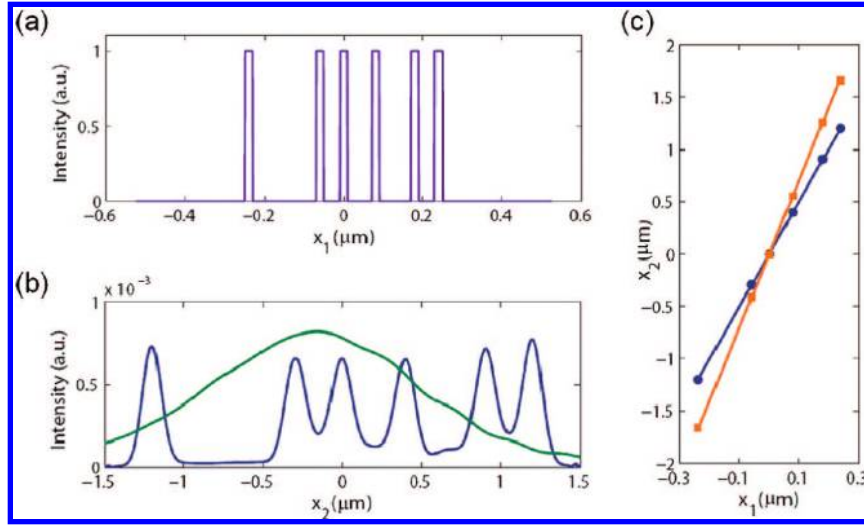 (a)
Intensity (a.u.)
1
0.5
0
−0.6 −0.4 −0.2 0 0.2 0.4 0.6
x1(μm)
(b)
x 10−3
Intensity (a.u.)
1
0.5
0
−1.5 −1 −0.5 0 0.5 1 1.5
x2(μm)
(c)
x2(μm)
2
1.5
1
0.5
0
−0.5
−1
−1.5
−2
−0.3 −0.1 0.1 0.3
x1(μm)